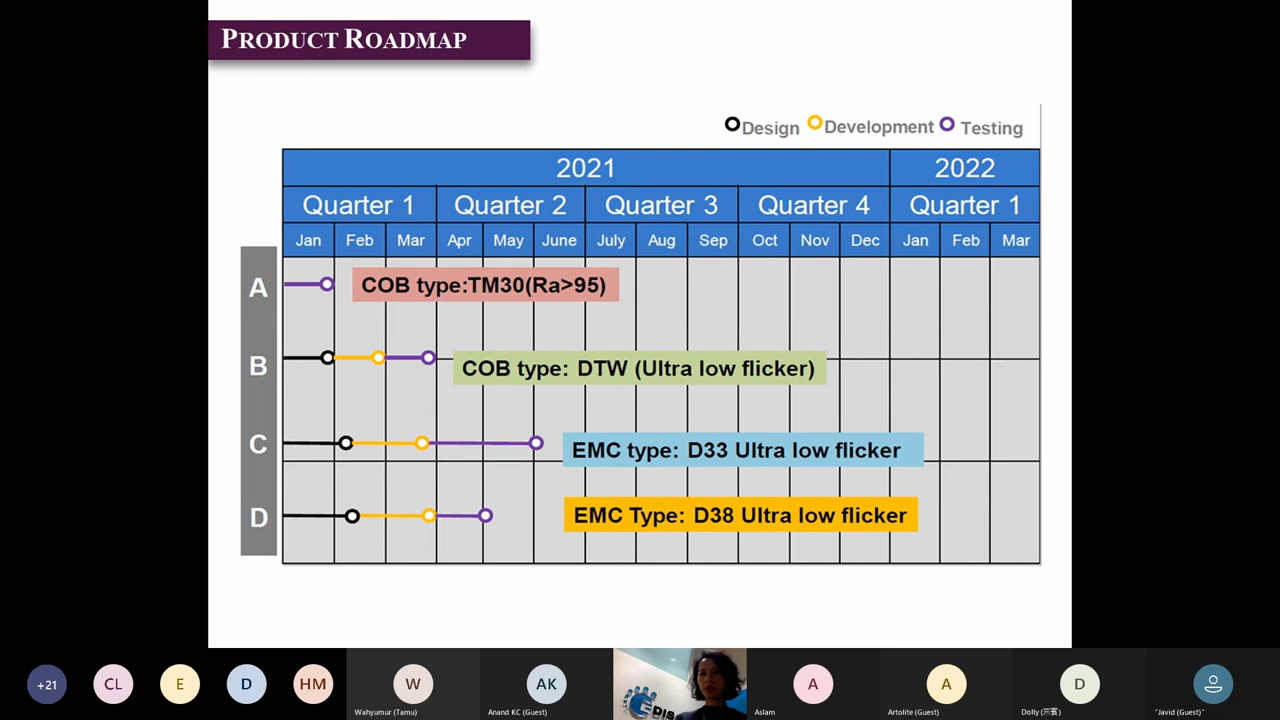 PRODUCT ROADMAP
Design Development Testing
2021 2022
Quarter 1 Quarter 2 Quarter 3 Quarter 4 Quarter 1
Jan Feb Mar Apr May June July Aug Sep Oct Nov Dec Jan Feb Mar
A COB type:TM30(Ra>95)
B COB type: DTW (Ultra low flicker)
C EMC type: D33 Ultra low flicker
D EMC Type: D38 Ultra low flicker
+21 CL E D HM W AK A A D
Wahyumur (Tamu) Anand KC (Guest) Aslam Artolite (Guest) Dolly (宗賓) "Javid (Guest)"